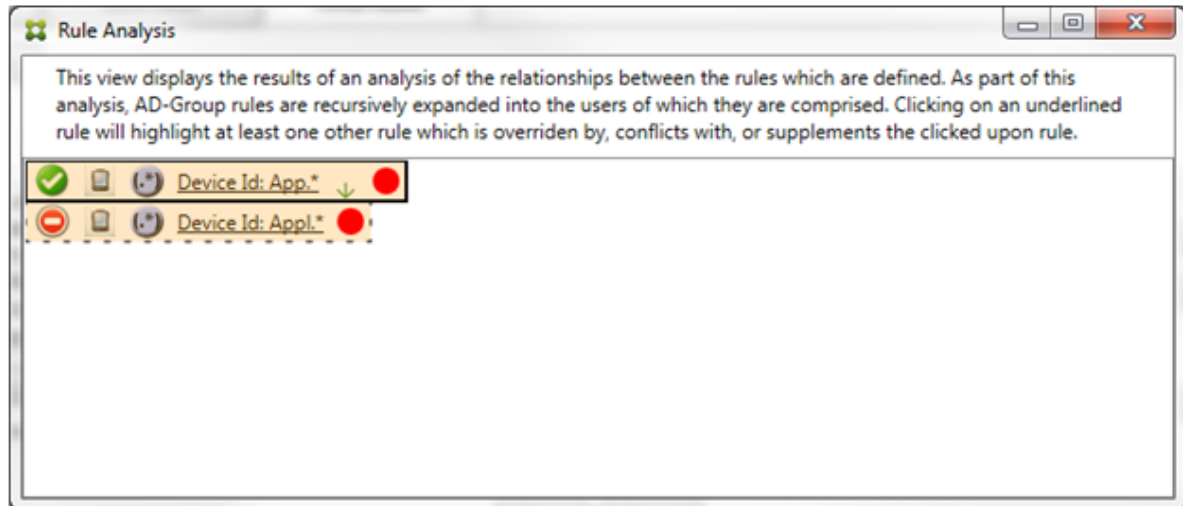 Rule Analysis
This view displays the results of an analysis of the relationships between the rules which are defined. As part of this
analysis, AD-Group rules are recursively expanded into the users of which they are comprised. Clicking on an underlined
rule will highlight at least one other rule which is overriden by, conflicts with, or supplements the clicked upon rule.
(.*) Device Id: App.*
(.*) Device Id: Appl.*